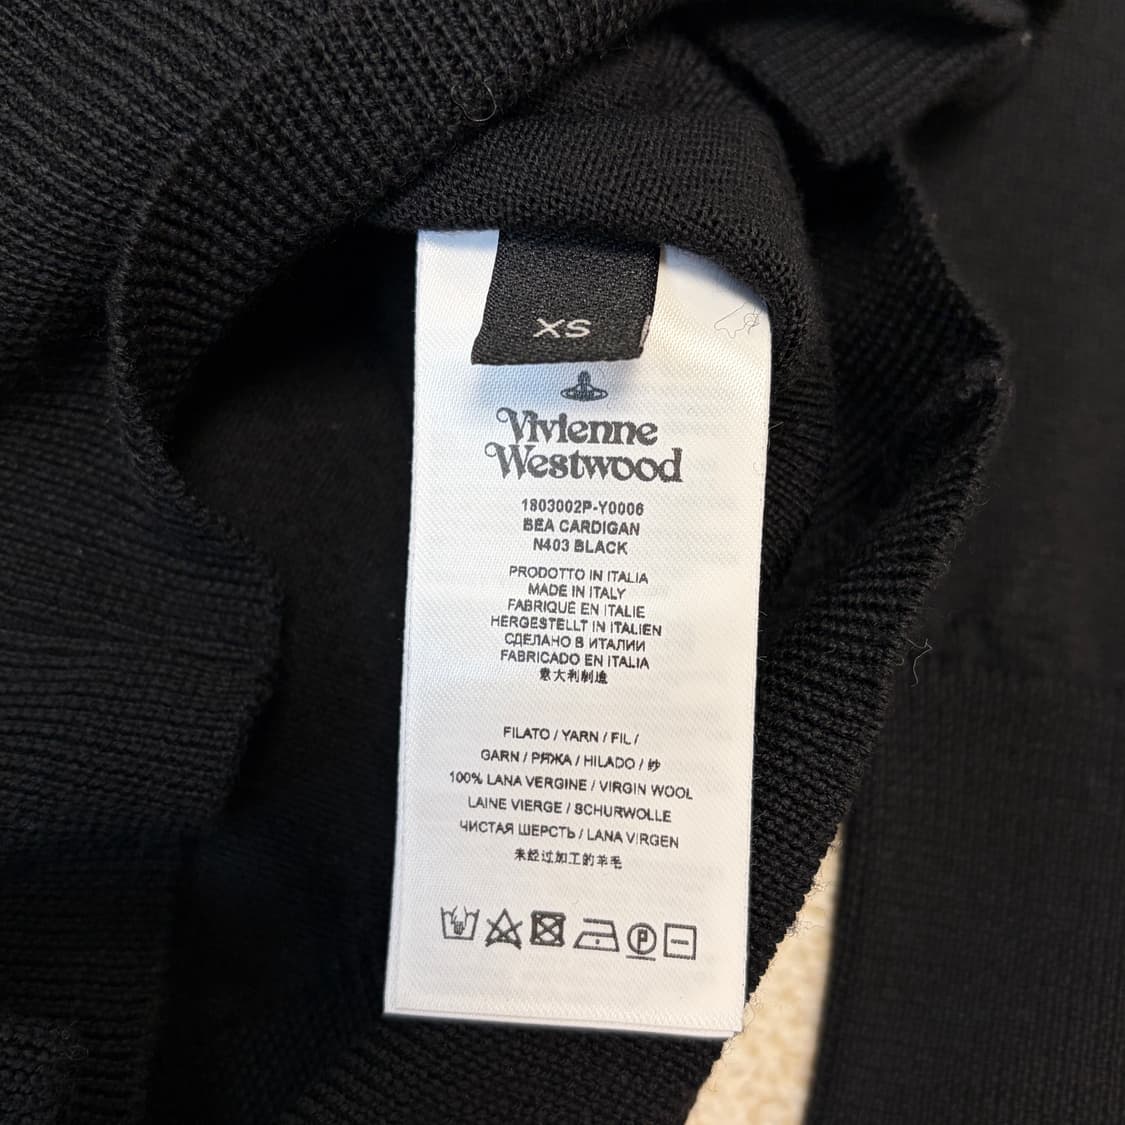 XS
Vivienne
Westwood
1803002P-Y0006
BEA CARDIGAN
N403 BLACK
PRODOTTO IN ITALIA
MADE IN ITALY
FABRIQUÉ EN ITALIE
HERGESTELLT IN ITALIEN
СДЕЛАНО В ИТАЛИИ
FABRICADO EN ITALIA
意大利制造
FILATO / YARN / FIL /
GARN / РЯЖА / HILADO / 纱
100% LANA VERGINE / VIRGIN WOOL
LAINE VIERGE / SCHURWOLLE
ЧИСТАЯ ШЕРСТЬ / LANA VIRGEN
未经过加工的羊毛
P